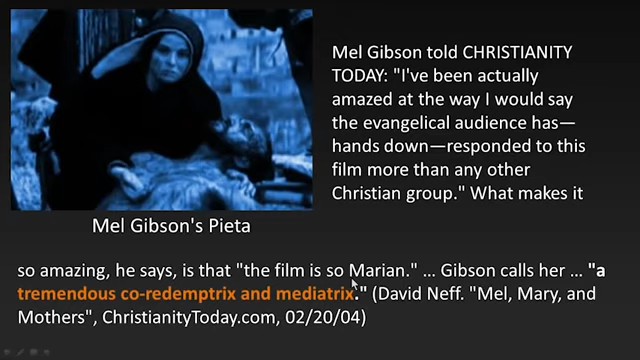 Mel Gibson told CHRISTIANITY
TODAY: "I've been actually
amazed at the way I would say
the evangelical audience has—
hands down—responded to this
film more than any other
Christian group." What makes it
Mel Gibson's Pieta
so amazing, he says, is that "the film is so Marian." ... Gibson calls her ... "a
tremendous co-redemptrix and mediatrix." (David Neff. "Mel, Mary, and
Mothers", ChristianityToday.com, 02/20/04)